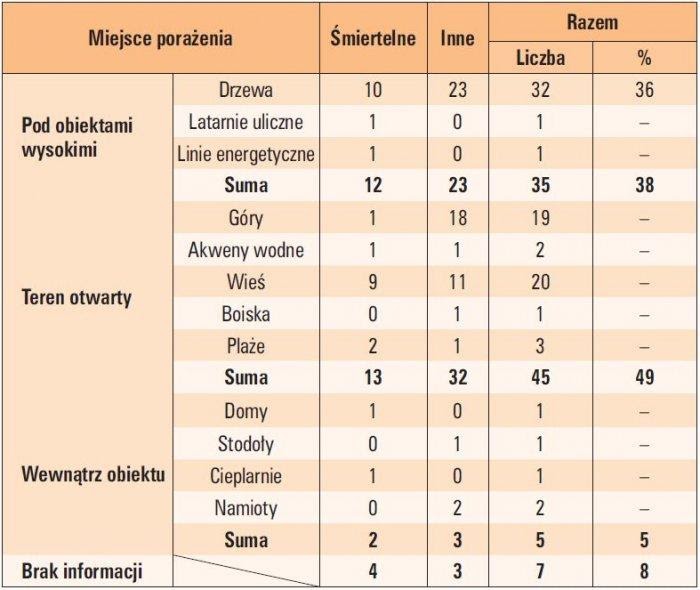 Miejsce porażenia Śmiertelne Inne Razem
Liczba %
Pod obiektami wysokimi
Drzewa 10 23 32 36
Latarnie uliczne 1 0 1 –
Linie energetyczne 1 0 1 –
Suma 12 23 35 38
Teren otwarty
Góry 1 18 19 –
Akweny wodne 1 1 2 –
Wieś 9 11 20 –
Boiska 0 1 1 –
Plaże 2 1 3 –
Suma 13 32 45 49
Wewnątrz obiektu
Domy 1 0 1 –
Stodoły 0 1 1 –
Cieplarnie 1 0 1 –
Namioty 0 2 2 –
Suma 2 3 5 5
Brak informacji 4 3 7 8